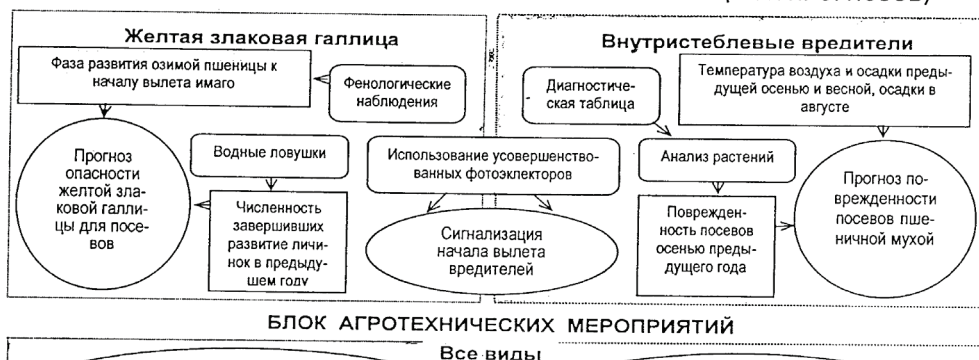 Желтая злаковая галлица
Фаза развития озимой пшеницы к
началу вылета имаго
Фенологические
наблюдения
Прогноз
опасности
желтой зла-
ковой галли-
цы для посе-
вов
Водные ловушки
Численность
завершивших
развитие личи-
нок в предыду-
шем году
Использование усовершенство-
ванных фотоэклекторов
Сигнализация
начала вылета
вредителей
Внутристеблевые вредители
Диагностиче-
ская таблица
Температура воздуха и осадки преды-
дущей осенью и весной, осадки в
августе
Анализ растений
Поврежден-
ность посевов
осенью преды-
дущего года
Прогноз по-
врежденности
посевов пше-
ничной мухой
БЛОК АГРОТЕХНИЧЕСКИХ МЕРОПРИЯТИЙ
Все виды